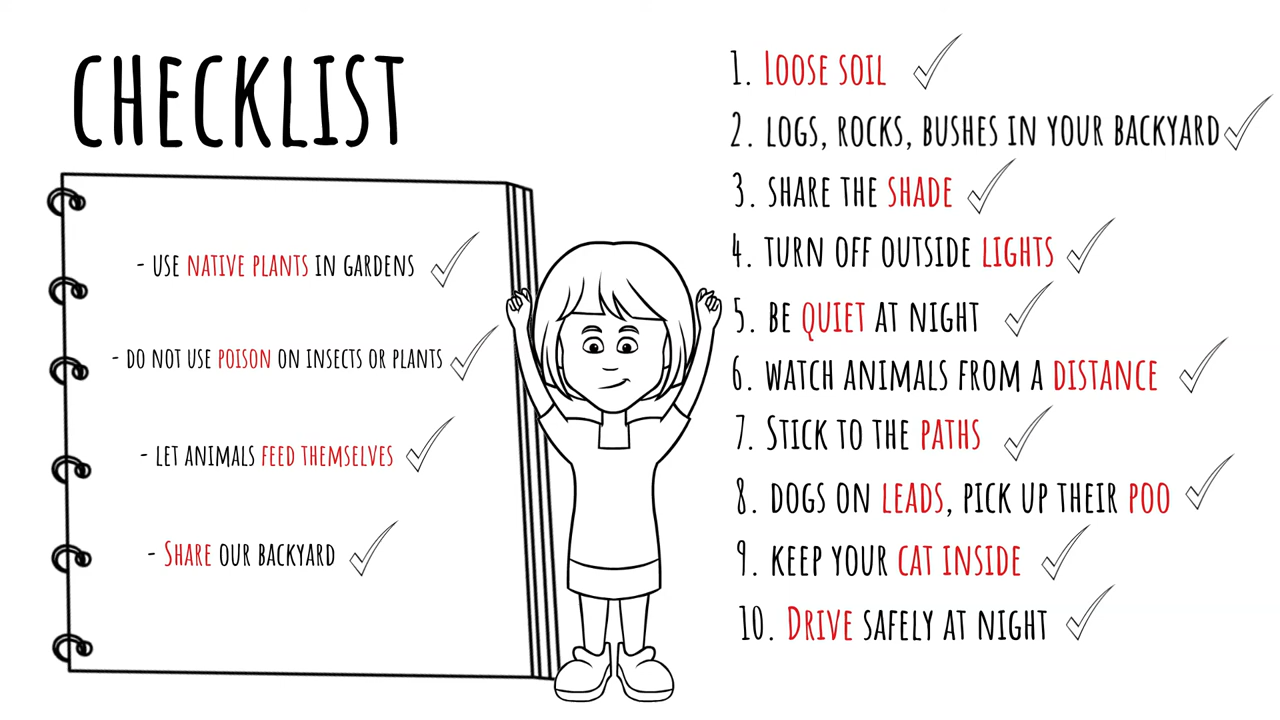 CHECKLIST
- USE NATIVE PLANTS IN GARDENS
- DO NOT USE POISON ON INSECTS OR PLANTS
- LET ANIMALS FEED THEMSELVES
- SHARE OUR BACKYARD
1. LOOSE SOIL
2. LOGS, ROCKS, BUSHES IN YOUR BACKYARD
3. SHARE THE SHADE
4. TURN OFF OUTSIDE LIGHTS
5. BE QUIET AT NIGHT
6. WATCH ANIMALS FROM A DISTANCE
7. STICK TO THE PATHS
8. DOGS ON LEADS, PICK UP THEIR POO
9. KEEP YOUR CAT INSIDE
10. DRIVE SAFELY AT NIGHT